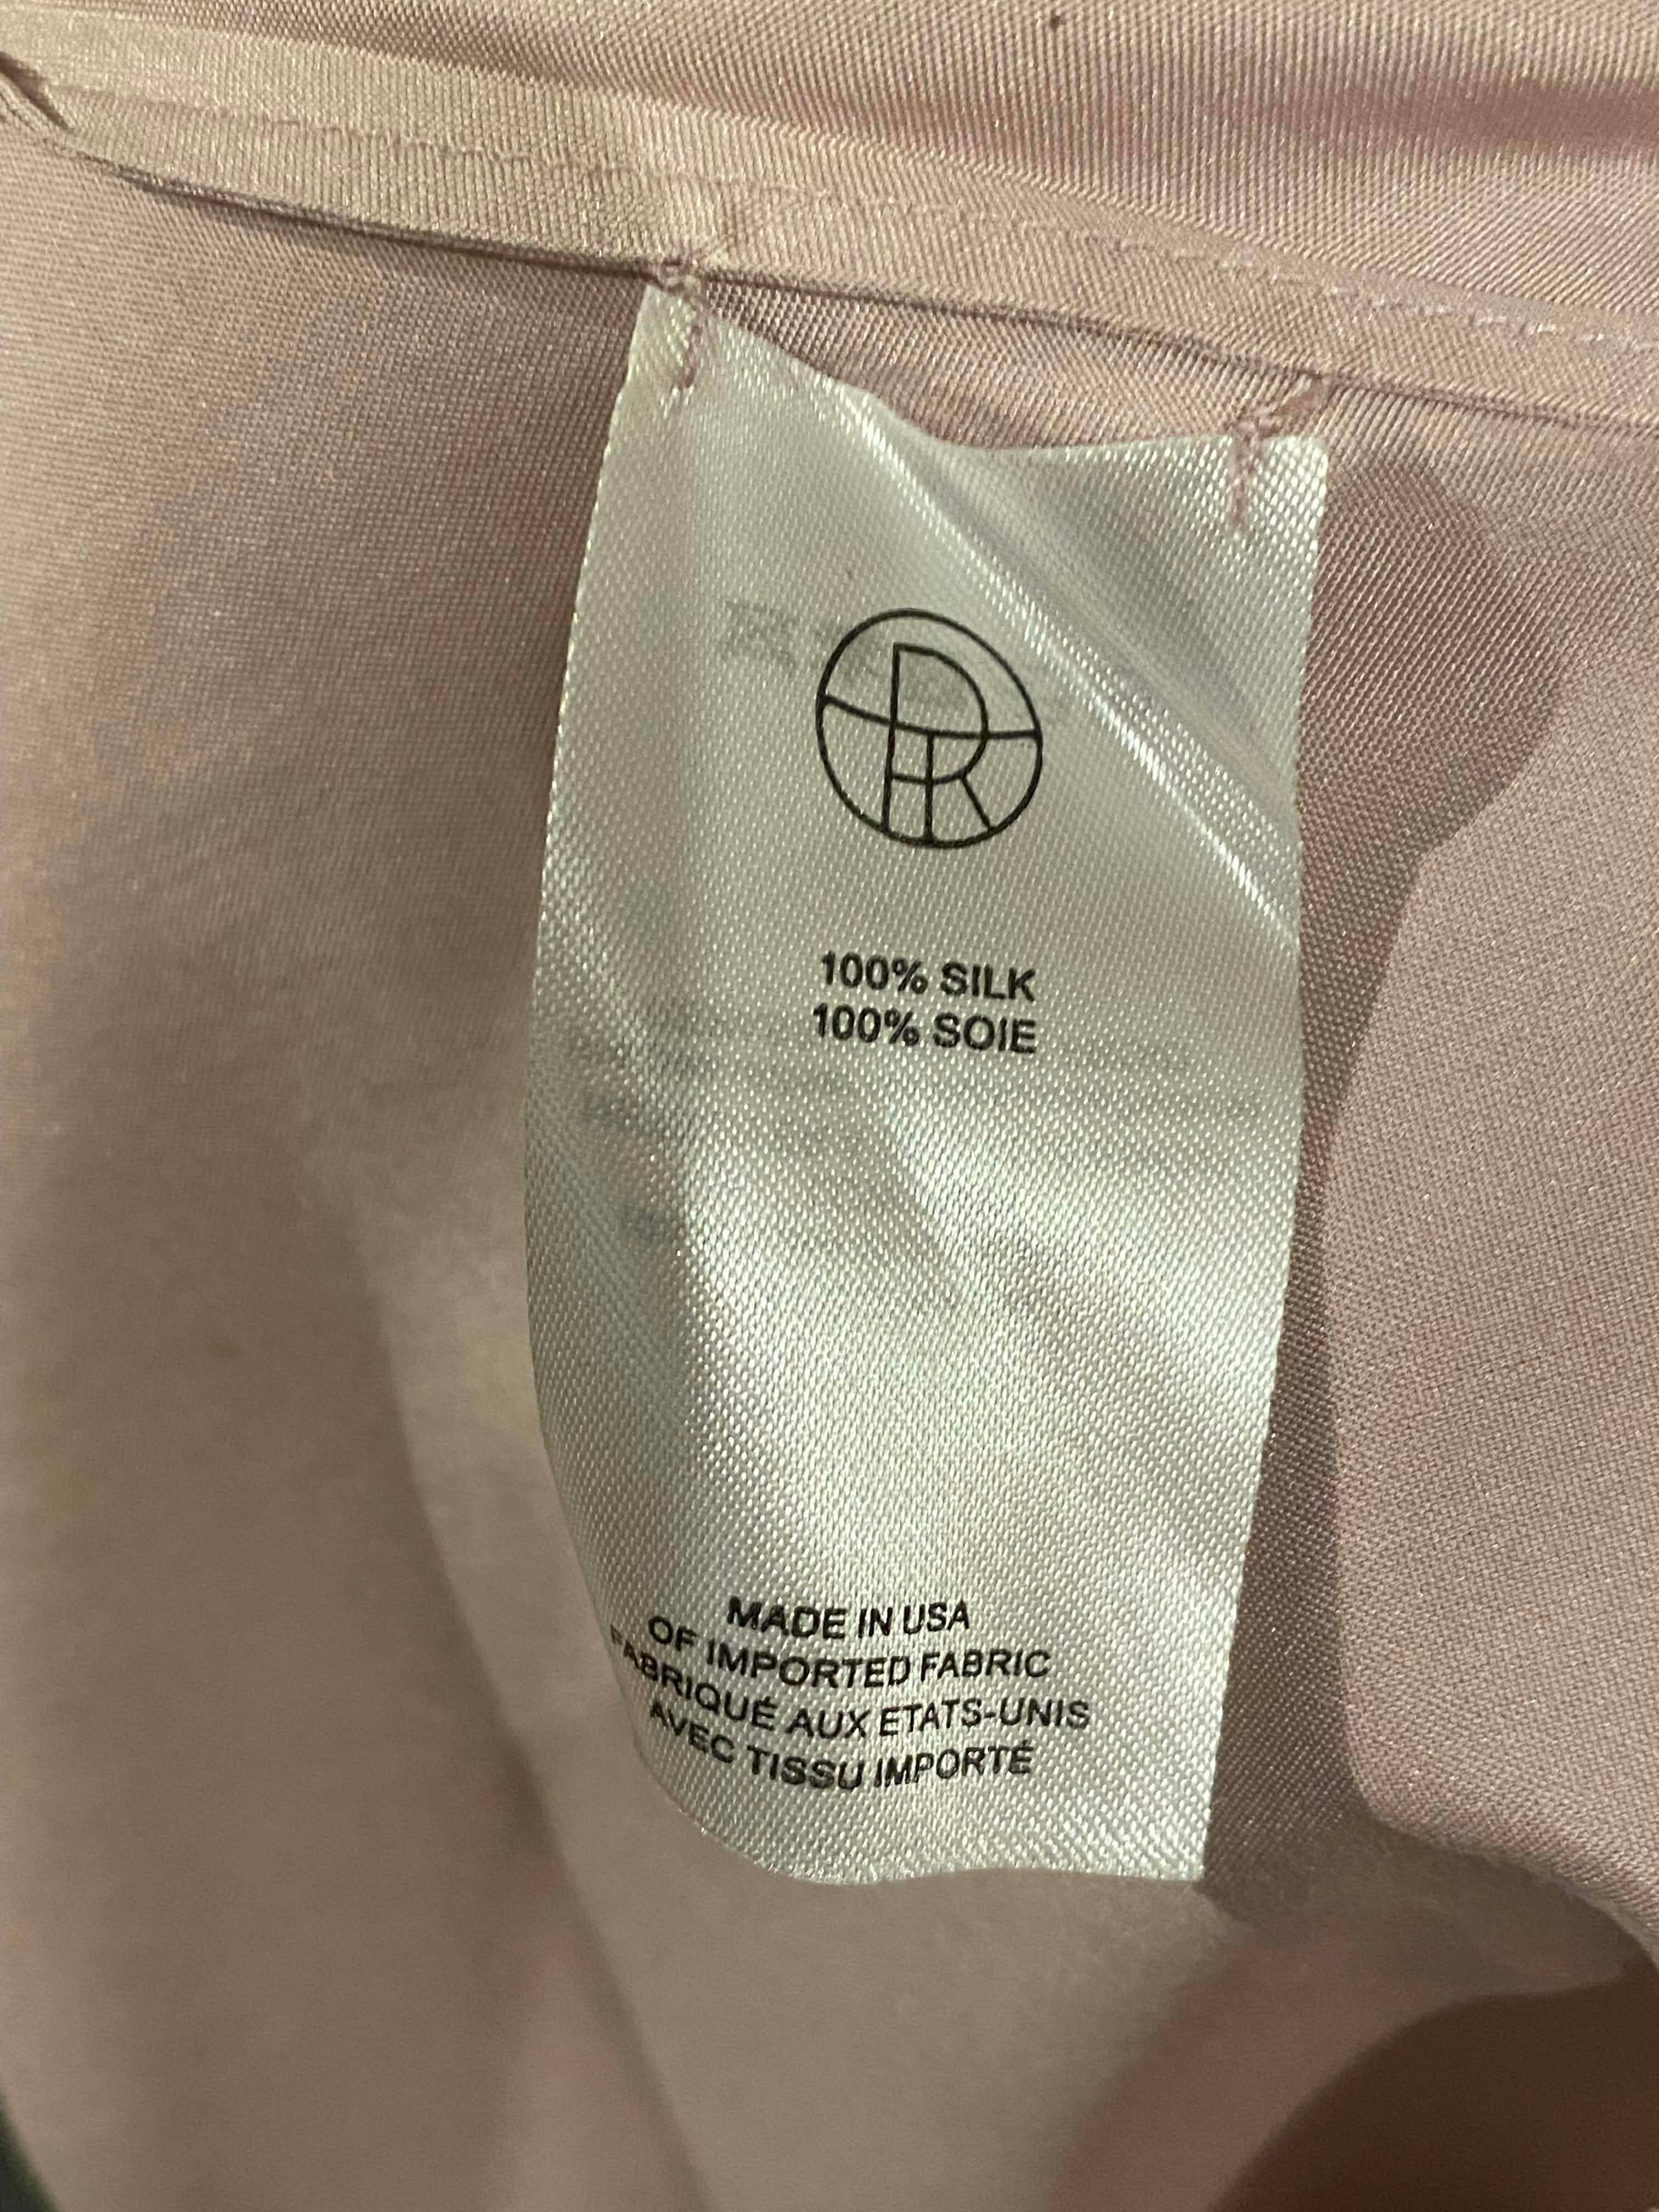 100% SILK
100% SOIE
MADE IN USA
OF IMPORTED FABRIC
FABRIQUÉ AUX ETATS-UNIS
AVEC TISSU IMPORTÉ